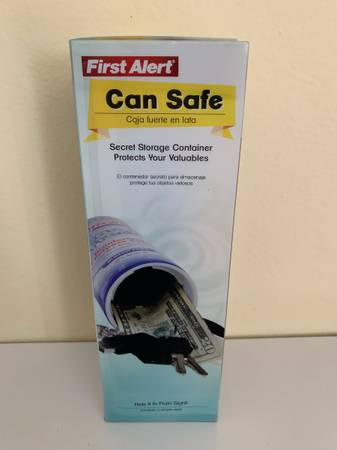 First Alert®
Can Safe
Caja fuerte en lata
Secret Storage Container
Protects Your Valuables
El contenedor secreto para almacenaje
protege tus objetos valiosos
Hide It In Plain Sight!